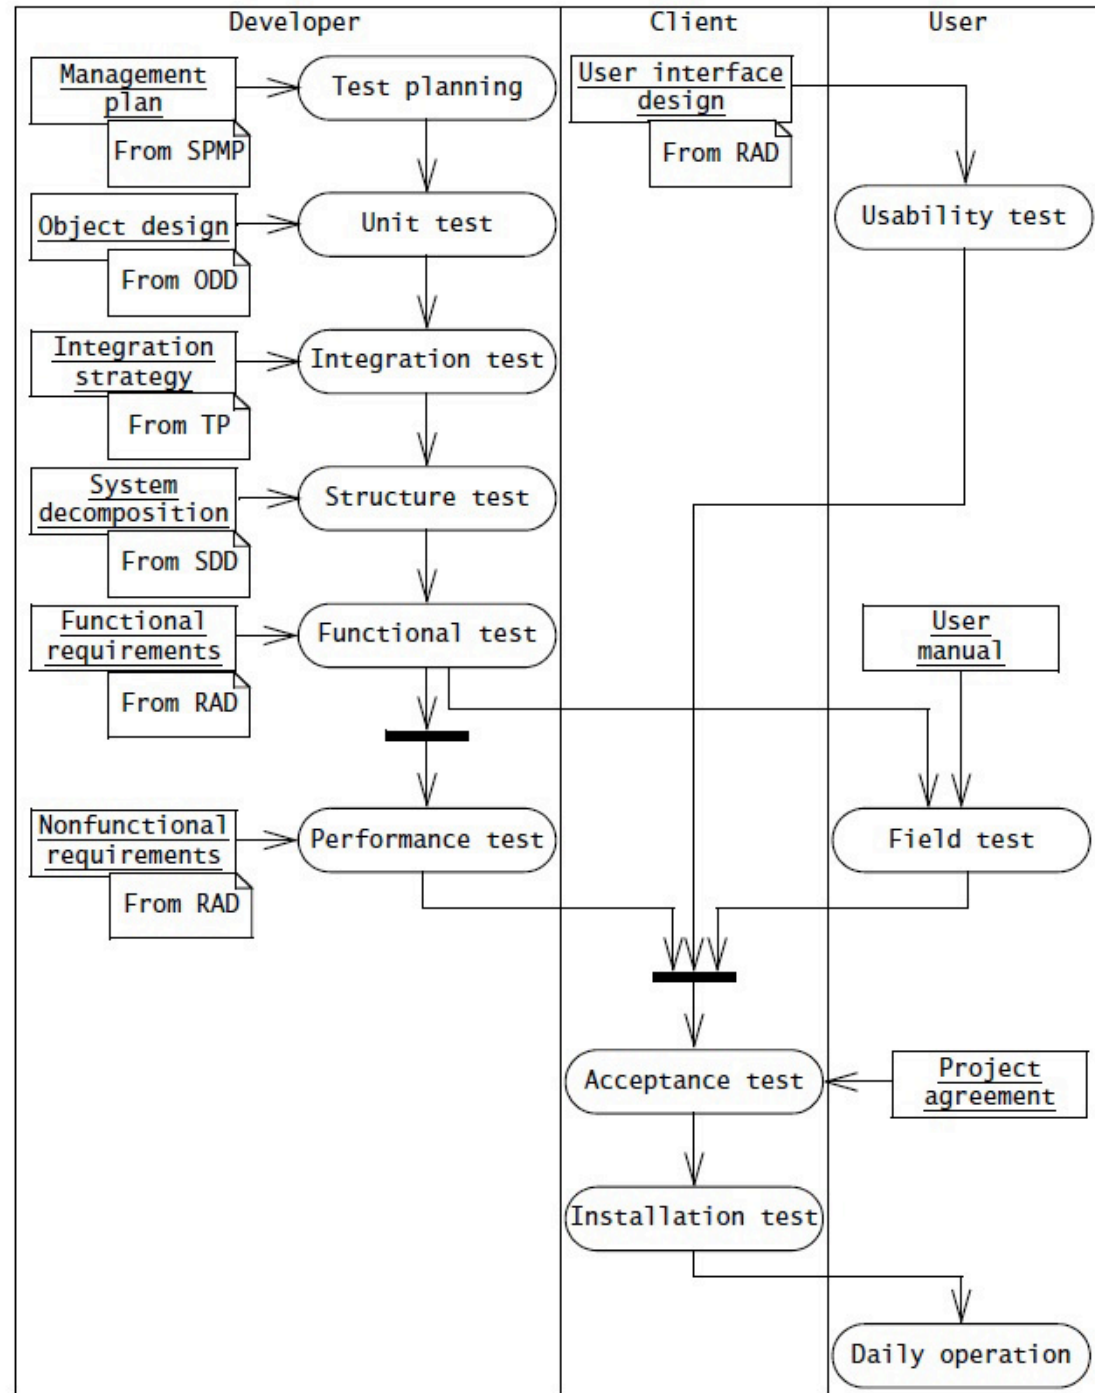 Developer
Client
User
Management
plan
From SPMP
Test planning
User interface
design
From RAD
Object design
From ODD
Unit test
Usability test
Integration
strategy
From TP
Integration test
System
decomposition
From SDD
Structure test
Functional
requirements
From RAD
Functional test
User
manual
Nonfunctional
requirements
From RAD
Performance test
Field test
Acceptance test
Project
agreement
Installation test
Daily operation